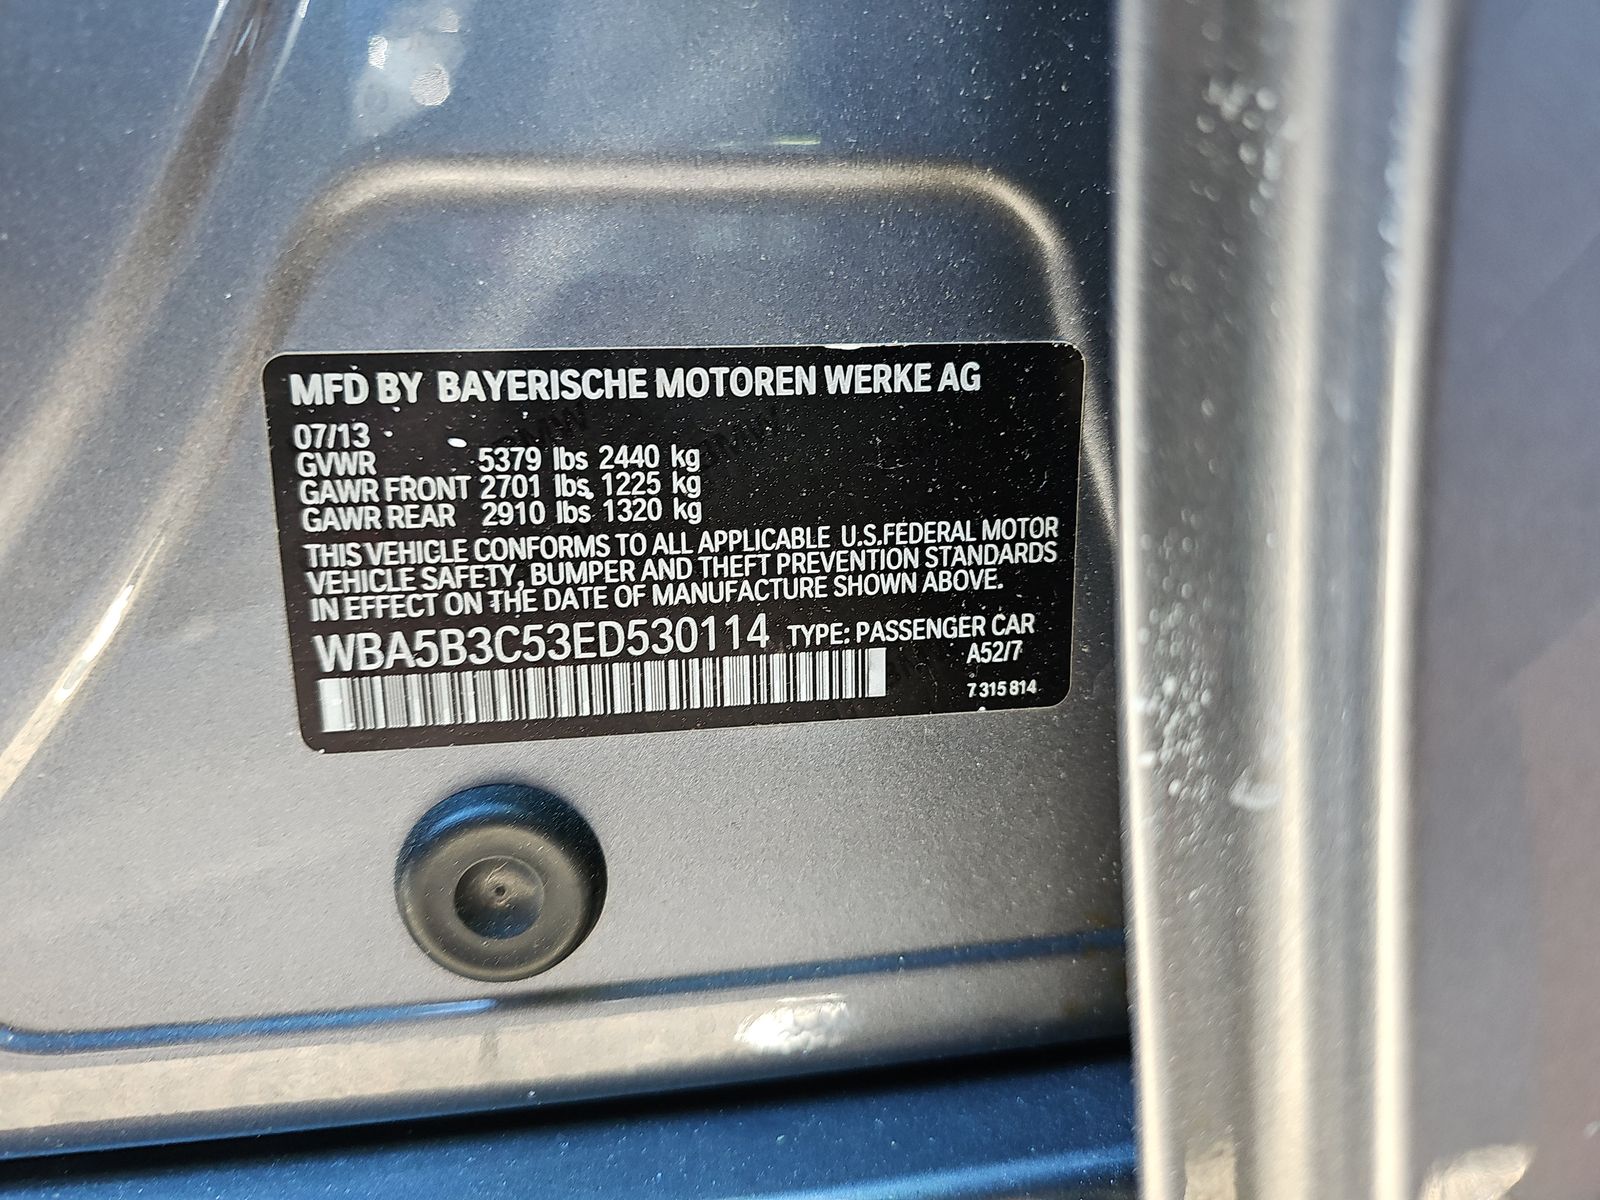 MFD BY BAYERISCHE MOTOREN WERKE AG
07/13
GVWR 5379 lbs 2440 kg
GAWR FRONT 2701 lbs 1225 kg
GAWR REAR 2910 lbs 1320 kg
THIS VEHICLE CONFORMS TO ALL APPLICABLE U.S.FEDERAL MOTOR
VEHICLE SAFETY, BUMPER AND THEFT PREVENTION STANDARDS
IN EFFECT ON THE DATE OF MANUFACTURE SHOWN ABOVE.
WBA5B3C53ED530114 TYPE: PASSENGER CAR
A52/7
7 315 814